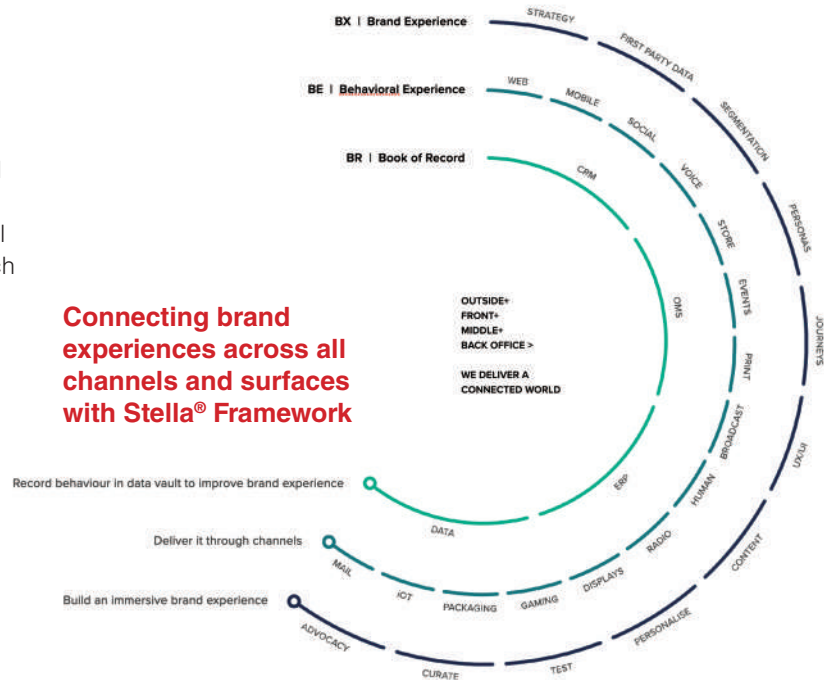 BX | Brand Experience
STRATEGY
FIRST PARTY DATA
SEGMENTATION
PERSONAS
JOURNEYS
UX/UI
CONTENT
PERSONALISE
TEST
CURATE
ADVOCACY
BE | Behavioral Experience
WEB
MOBILE
SOCIAL
VOICE
STORE
EVENTS
PRINT
BROADCAST
HUMAN
RADIO
DISPLAYS
GAMING
PACKAGING
iOT
MAIL
BR | Book of Record
CRM
OMS
ERP
DATA
OUTSIDE+
FRONT+
MIDDLE+
BACK OFFICE >
WE DELIVER A
CONNECTED WORLD
Connecting brand
experiences across all
channels and surfaces
with Stella® Framework
Record behaviour in data vault to improve brand experience
Deliver it through channels
Build an immersive brand experience